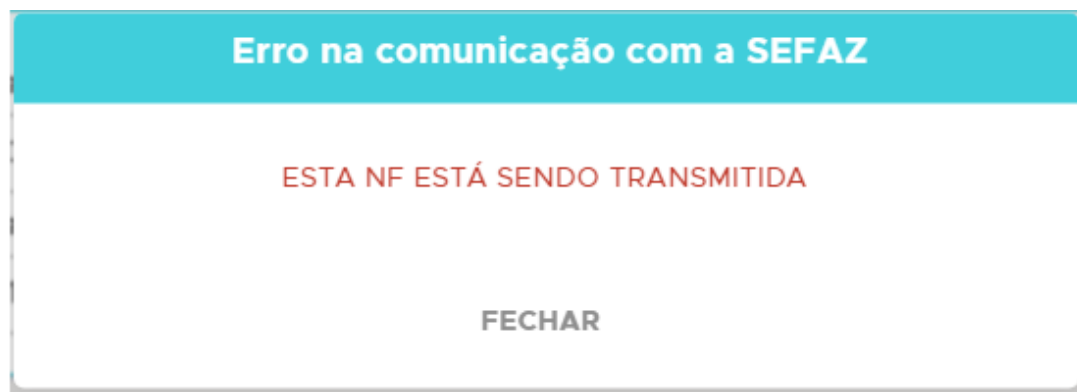 Erro na comunicação com a SEFAZ
ESTA NF ESTÁ SENDO TRANSMITIDA
FECHAR